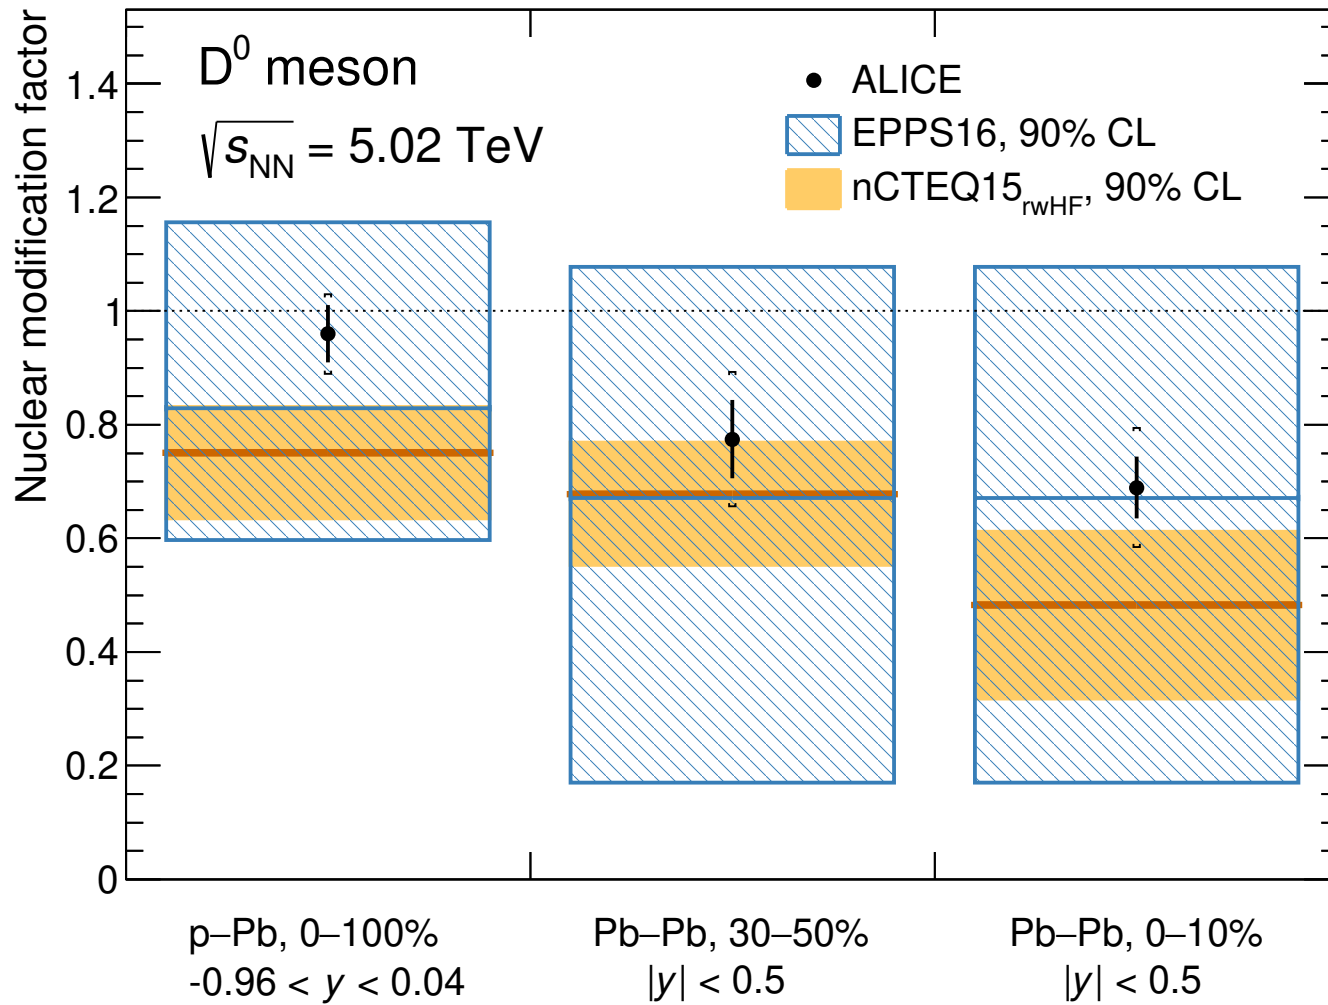 Nuclear modification factor
D⁰ meson
√s_NN = 5.02 TeV
ALICE
EPPS16, 90% CL
nCTEQ15_rwHF, 90% CL
1.4
1.2
1
0.8
0.6
0.4
0.2
0
p–Pb, 0–100%
-0.96 < y < 0.04
Pb–Pb, 30–50%
|y| < 0.5
Pb–Pb, 0–10%
|y| < 0.5